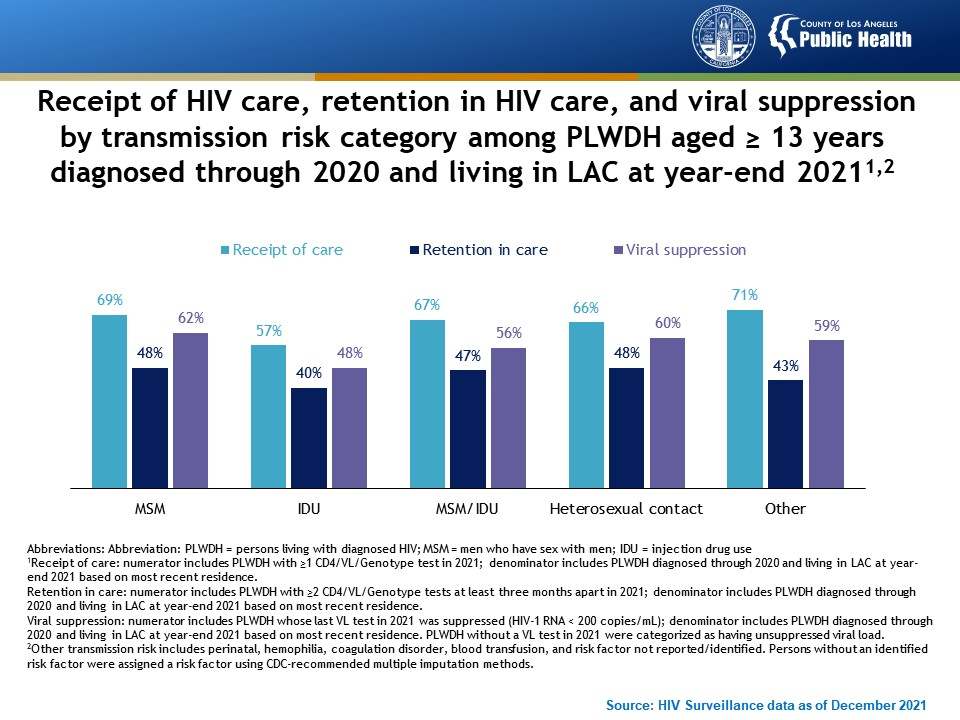 COUNTY OF LOS ANGELES
Public Health
Receipt of HIV care, retention in HIV care, and viral suppression
by transmission risk category among PLWDH aged ≥ 13 years
diagnosed through 2020 and living in LAC at year-end 2021¹,²
Receipt of care Retention in care Viral suppression
69% 48% 62%
57% 40% 48%
67% 47% 56%
66% 48% 60%
71% 43% 59%
MSM IDU MSM/IDU Heterosexual contact Other
Abbreviations: Abbreviation: PLWDH = persons living with diagnosed HIV; MSM = men who have sex with men; IDU = injection drug use
¹Receipt of care: numerator includes PLWDH with ≥1 CD4/VL/Genotype test in 2021; denominator includes PLWDH diagnosed through 2020 and living in LAC at year-
end 2021 based on most recent residence.
Retention in care: numerator includes PLWDH with ≥2 CD4/VL/Genotype tests at least three months apart in 2021; denominator includes PLWDH diagnosed through
2020 and living in LAC at year-end 2021 based on most recent residence.
Viral suppression: numerator includes PLWDH whose last VL test in 2021 was suppressed (HIV-1 RNA < 200 copies/mL); denominator includes PLWDH diagnosed through
2020 and living in LAC at year-end 2021 based on most recent residence. PLWDH without a VL test in 2021 were categorized as having unsuppressed viral load.
²Other transmission risk includes perinatal, hemophilia, coagulation disorder, blood transfusion, and risk factor not reported/identified. Persons without an identified
risk factor were assigned a risk factor using CDC-recommended multiple imputation methods.
Source: HIV Surveillance data as of December 2021